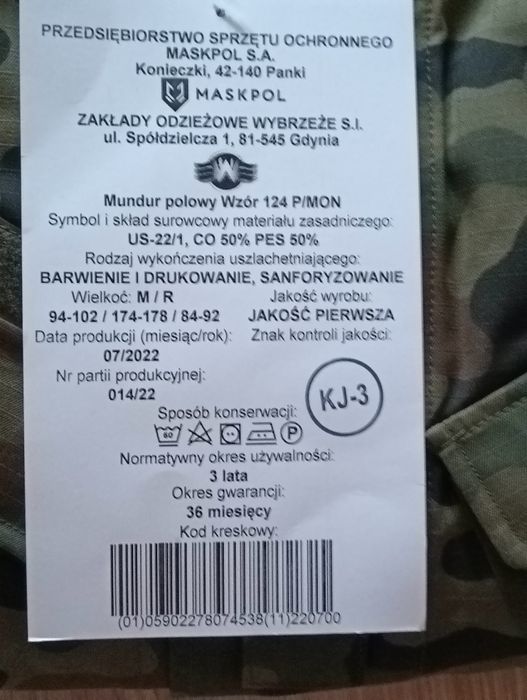 PRZEDSIĘBIORSTWO SPRZĘTU OCHRONNEGO
MASKPOL S.A.
Konieczki, 42-140 Panki
MASKPOL
ZAKŁADY ODZIEŻOWE WYBRZEŻE S.I.
ul. Spółdzielcza 1, 81-545 Gdynia
W
Mundur polowy Wzór 124 P/MON
Symbol i skład surowcowy materiału zasadniczego:
US-22/1, CO 50% PES 50%
Rodzaj wykończenia uszlachetniającego:
BARWIENIE I DRUKOWANIE, SANFORYZOWANIE
Wielkoć: M / R Jakość wyrobu:
94-102 / 174-178 / 84-92 JAKOŚĆ PIERWSZA
Data produkcji (miesiąc/rok): Znak kontroli jakości:
07/2022
Nr partii produkcyjnej:
014/22
KJ-3
Sposób konserwacji:
60 P
Normatywny okres używalności:
3 lata
Okres gwarancji:
36 miesięcy
Kod kreskowy:
(01)05902278074538(11)220700